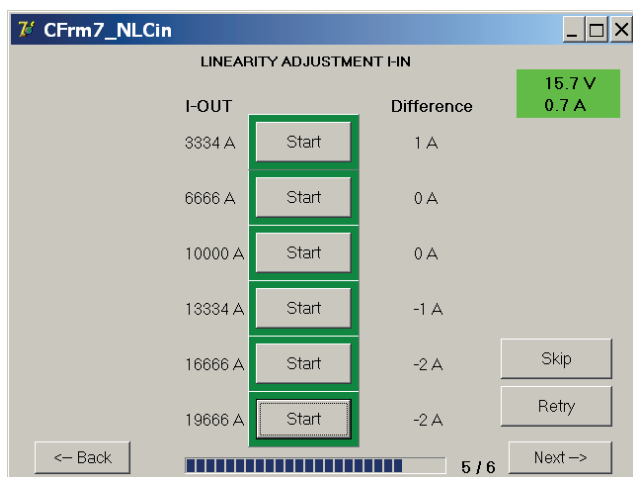 CFrm7_NLCin
LINEARITY ADJUSTMENT I-IN
15.7 V
0.7 A
I-OUT Difference
3334 A Start 1 A
6666 A Start 0 A
10000 A Start 0 A
13334 A Start -1 A
16666 A Start -2 A
Skip
19666 A Start -2 A
Retry
<-- Back 5 / 6 Next -->